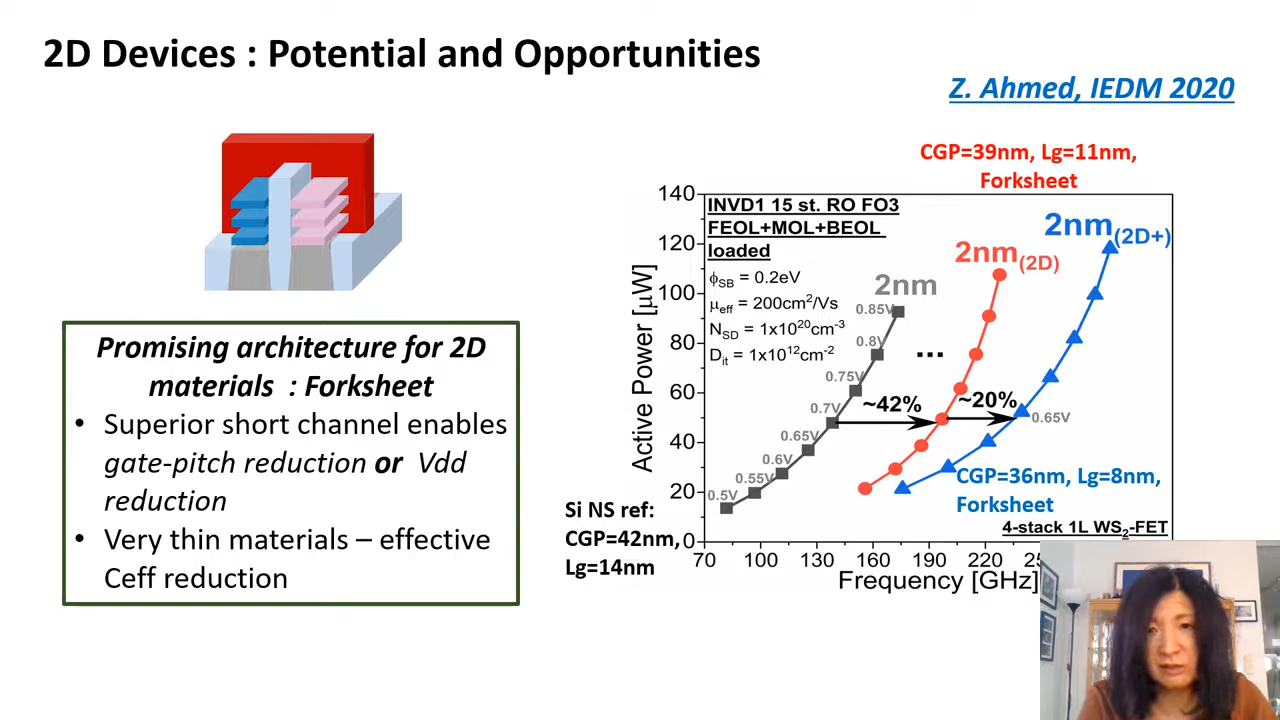 2D Devices : Potential and Opportunities
Z. Ahmed, IEDM 2020
Promising architecture for 2D
materials : Forksheet
• Superior short channel enables
gate-pitch reduction or Vdd
reduction
• Very thin materials – effective
Ceff reduction
CGP=39nm, Lg=11nm,
Forksheet
INVD1 15 st. RO FO3
FEOL+MOL+BEOL
loaded
ϕSB = 0.2eV
μeff = 200cm²/Vs
NSD = 1x10²⁰cm⁻³
Dit = 1x10¹²cm⁻²
2nm
2nm(2D)
2nm(2D+)
0.85V
0.8V
0.75V
0.7V
0.65V
0.6V
0.55V
0.5V
...
~42%
~20%
0.65V
CGP=36nm, Lg=8nm,
Forksheet
4-stack 1L WS₂-FET
Si NS ref:
CGP=42nm,
Lg=14nm
Active Power [μW]
140
120
100
80
60
40
20
0
70 100 130 160 190 220
Frequency [GHz]